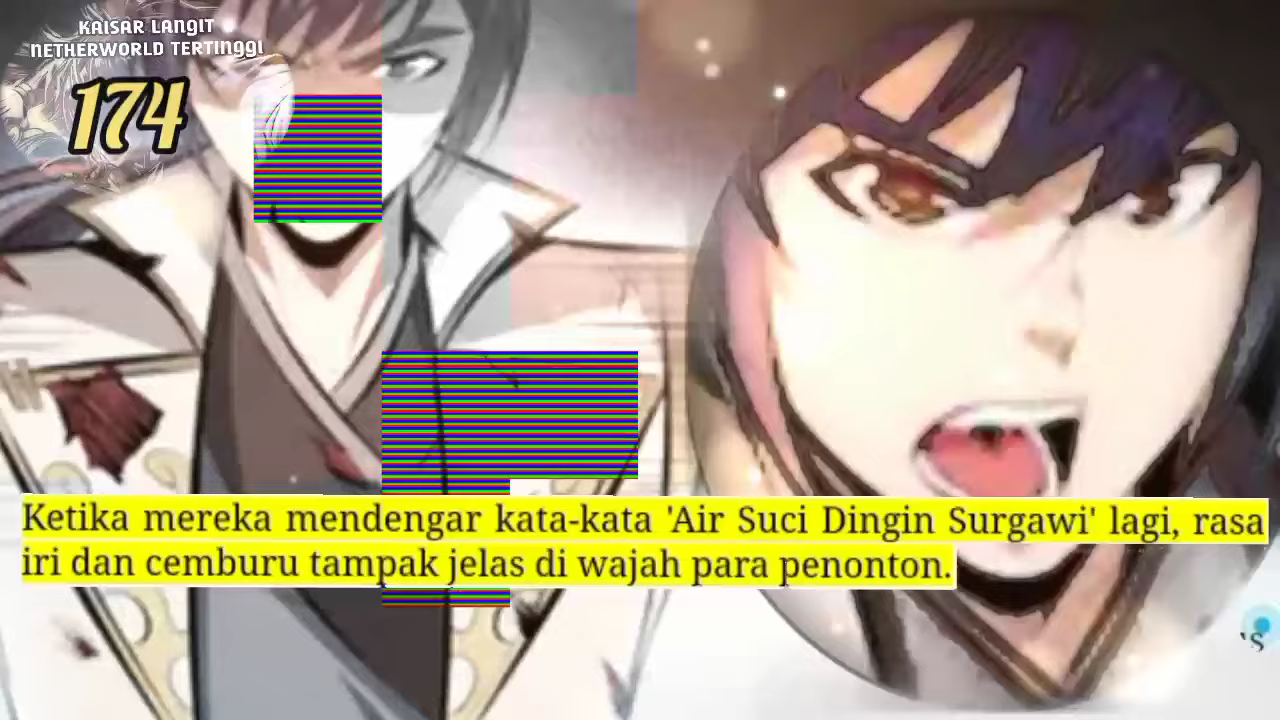 KAISAR LANGIT
NETHERWORLD TERTINGGI
174
Ketika mereka mendengar kata-kata 'Air Suci Dingin Surgawi' lagi, rasa
iri dan cemburu tampak jelas di wajah para penonton.